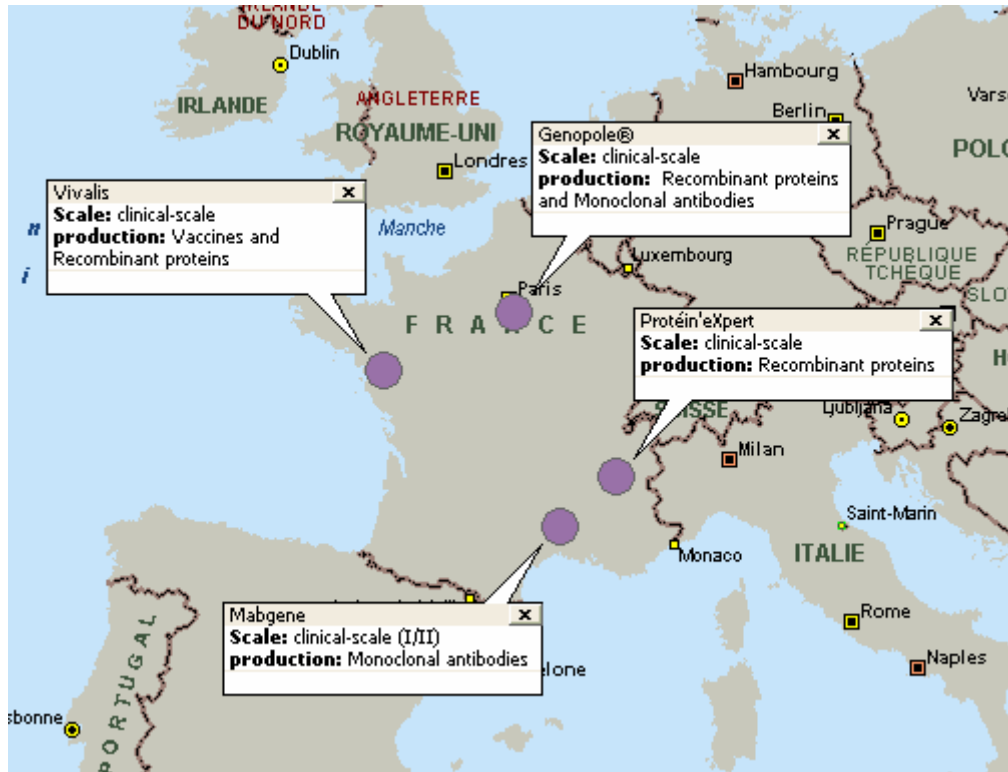 IRLANDE
DU NORD
Dublin
IRLANDE
ANGLETERRE
ROYAUME-UNI
Londres
Hambourg
Berlin
Vars
POLO
Genopole®
Scale: clinical-scale
production: Recombinant proteins
and Monoclonal antibodies
Vivalis
Scale: clinical-scale
production: Vaccines and
Recombinant proteins
n
i
Manche
Prague
RÉPUBLIQUE
TCHÈQUE
SLO
Luxembourg
Paris
FRANCE
Protéin'eXpert
Scale: clinical-scale
production: Recombinant proteins
H
SUISSE
Ljubljana
Zagre
Milan
Saint-Marin
Monaco
ITALIE
Mabgene
Scale: clinical-scale (I/II)
production: Monoclonal antibodies
elone
Rome
Naples
PORTUGAL
sbonne